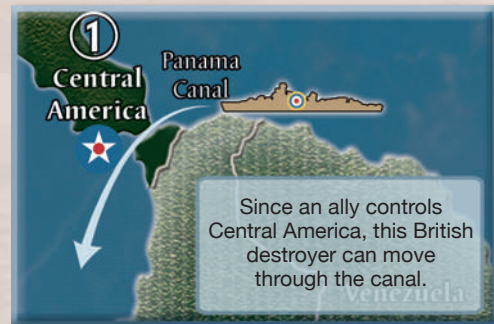 1
Central
America
Panama
Canal
Since an ally controls
Central America, this British
destroyer can move
through the canal.
Venezuela